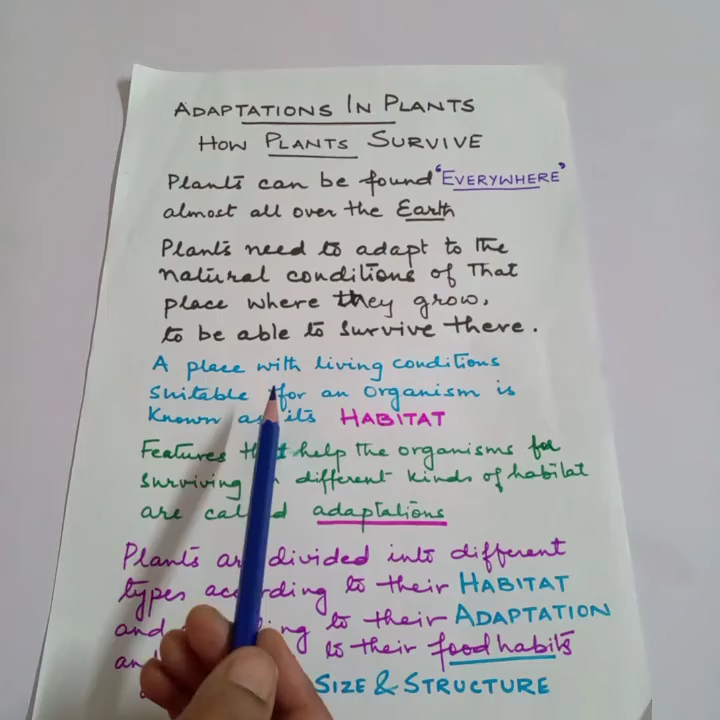 ADAPTATIONS IN PLANTS
HOW PLANTS SURVIVE
Plants can be found 'EVERYWHERE'
almost all over the Earth
Plants need to adapt to the
natural conditions of that
place where they grow,
to be able to survive there.
A place with living conditions
suitable for an organism is
known as its HABITAT
Features that help the organisms for
surviving different kinds of habitat
are called adaptations
Plants are divided into different
types according to their HABITAT
and to their ADAPTATION
and to their food habits
SIZE & STRUCTURE